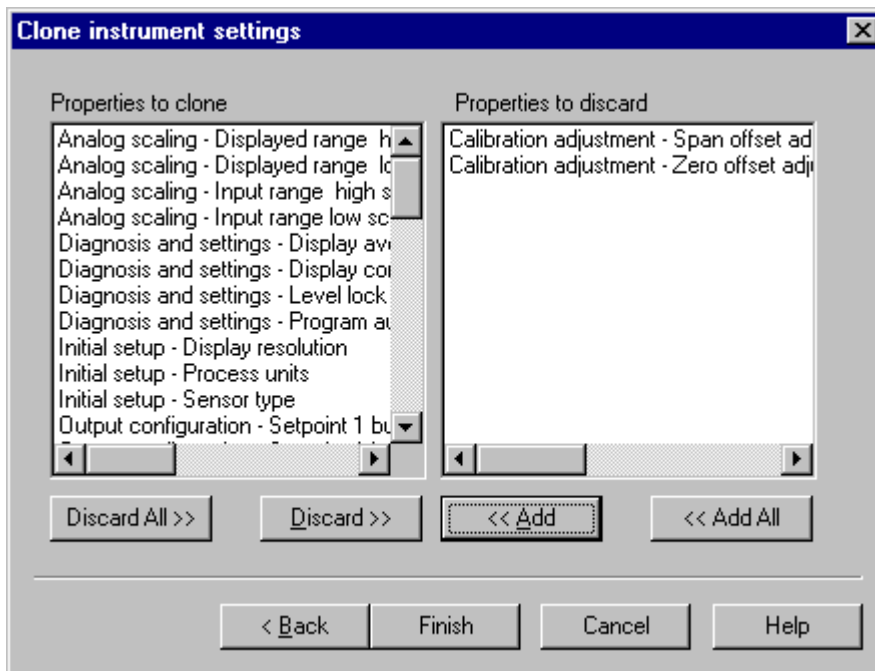 Clone instrument settings
Properties to clone
Analog scaling - Displayed range h
Analog scaling - Displayed range lo
Analog scaling - Input range high s
Analog scaling - Input range low sc
Diagnosis and settings - Display ave
Diagnosis and settings - Display con
Diagnosis and settings - Level lock
Diagnosis and settings - Program au
Initial setup - Display resolution
Initial setup - Process units
Initial setup - Sensor type
Output configuration - Setpoint 1 bu
Properties to discard
Calibration adjustment - Span offset ad
Calibration adjustment - Zero offset adju
Discard All >>
Discard >>
<< Add
<< Add All
< Back
Finish
Cancel
Help